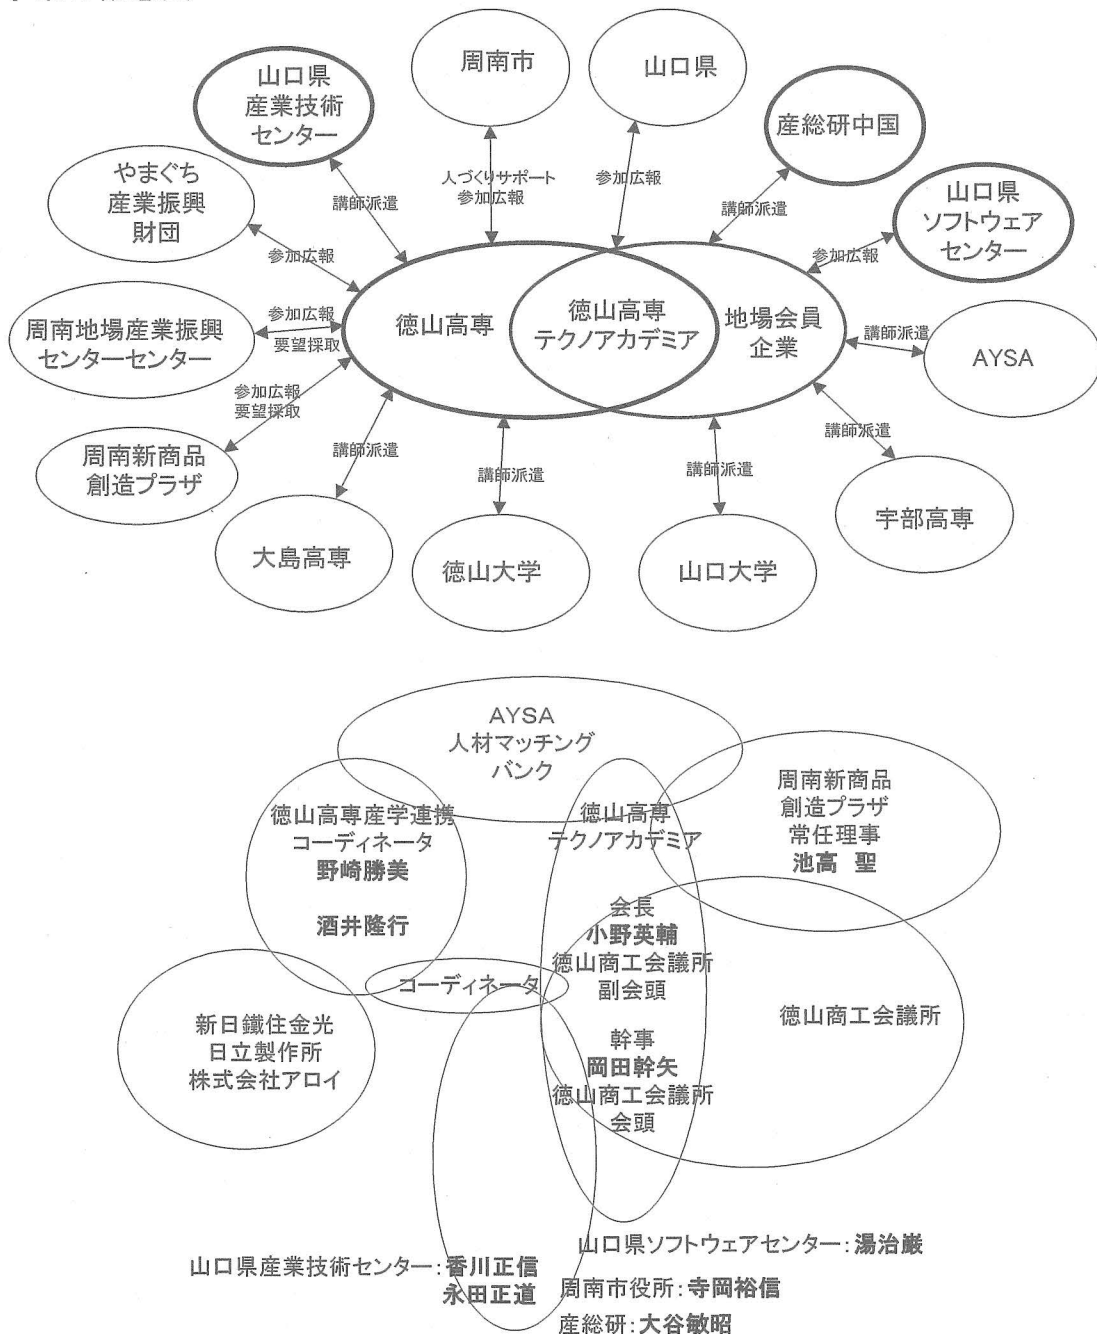 周南市
山口県
山口県
産業技術
センター
産総研中国
やまぐち
産業振興
財団
山口県
ソフトウェア
センター
人づくりサポート
参加広報
参加広報
講師派遣
講師派遣
参加広報
参加広報
周南地場産業振興
センターセンター
参加広報
要望採取
徳山高専
徳山高専
テクノアカデミア
地場会員
企業
講師派遣
AYSA
参加広報
要望採取
周南新商品
創造プラザ
講師派遣
講師派遣
講師派遣
講師派遣
大島高専
徳山大学
山口大学
宇部高専
AYSA
人材マッチング
バンク
徳山高専産学連携
コーディネータ
野崎勝美
酒井隆行
徳山高専
テクノアカデミア
周南新商品
創造プラザ
常任理事
池高 聖
会長
小野英輔
徳山商工会議所
副会頭
コーディネータ
幹事
岡田幹矢
徳山商工会議所
会頭
徳山商工会議所
新日鐵住金光
日立製作所
株式会社アロイ
山口県産業技術センター：香川正信
永田正道
山口県ソフトウェアセンター：湯治巌
周南市役所：寺岡裕信
産総研：大谷敏昭